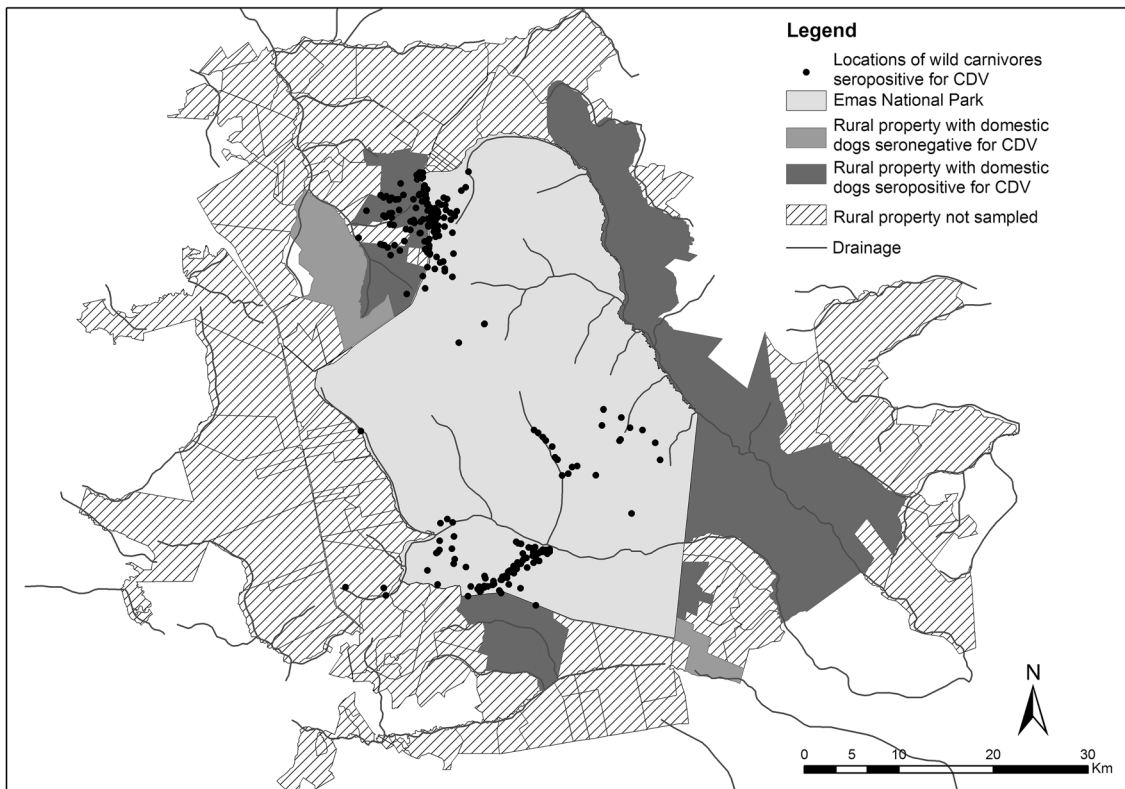 Legend
Locations of wild carnivores
seropositive for CDV
Emas National Park
Rural property with domestic
dogs seronegative for CDV
Rural property with domestic
dogs seropositive for CDV
Rural property not sampled
Drainage
N
0 5 10 20 30
Km